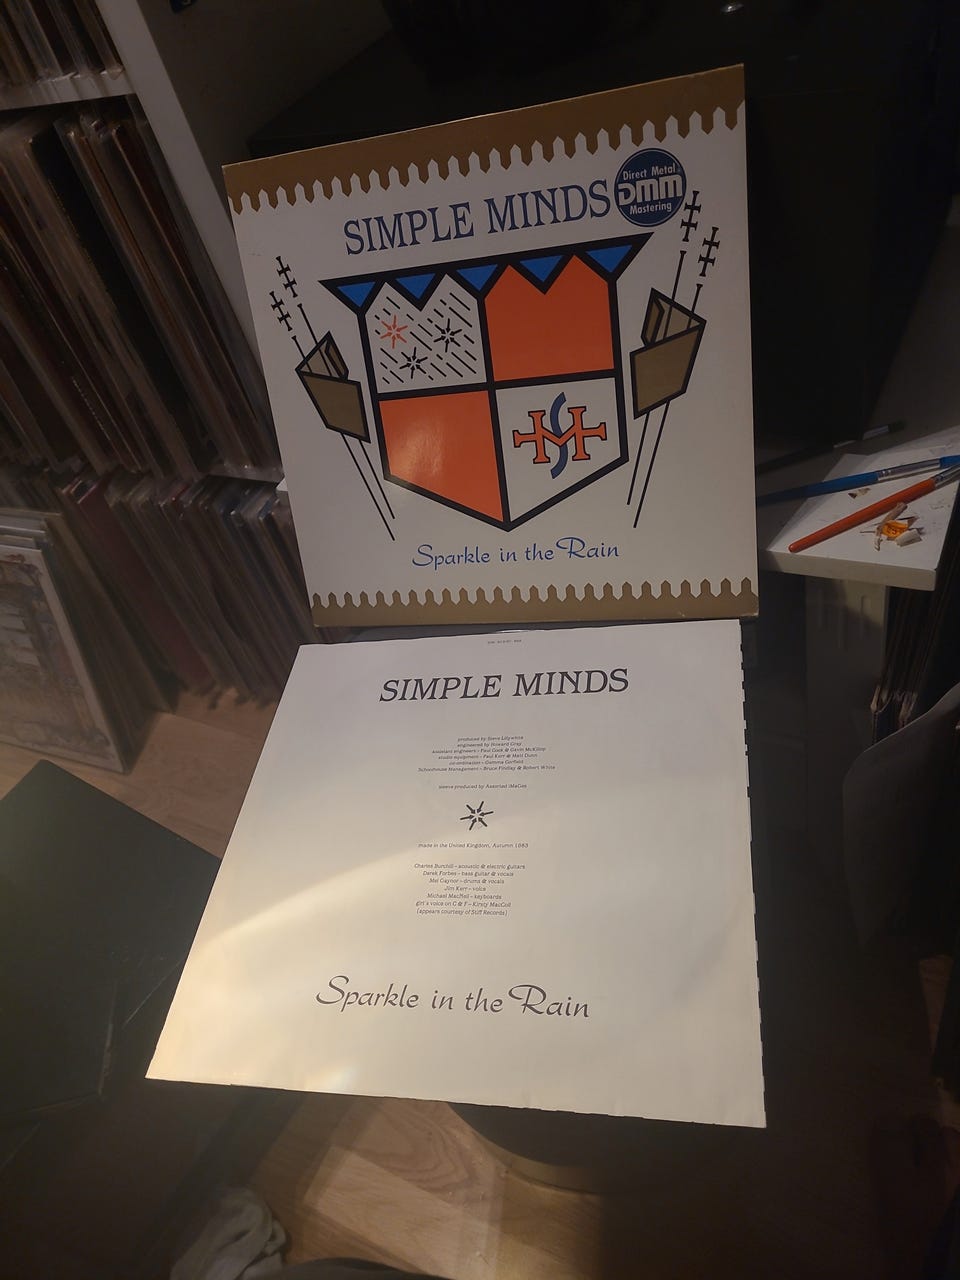 SIMPLE MINDS
Direct Metal
DMM
Mastering
Sparkle in the Rain
SIMPLE MINDS
produced by Steve Lillywhite
engineered by Howard Gray
assistant engineers – Paul Cook & Gavin McKillop
studio equipment – Paul Kerr & Matt Dunn
co-ordination – Gemma Corfield
Schoolhouse Management – Bruce Findlay & Robert White
sleeve produced by Assorted iMaGes
made in the United Kingdom, Autumn 1983
Charles Burchill – acoustic & electric guitars
Derek Forbes – bass guitar & vocals
Mel Gaynor – drums & vocals
Jim Kerr – voice
Michael MacNeil – keyboards
girl's voice on C & F – Kirsty MacColl
(appears courtesy of Stiff Records)
Sparkle in the Rain